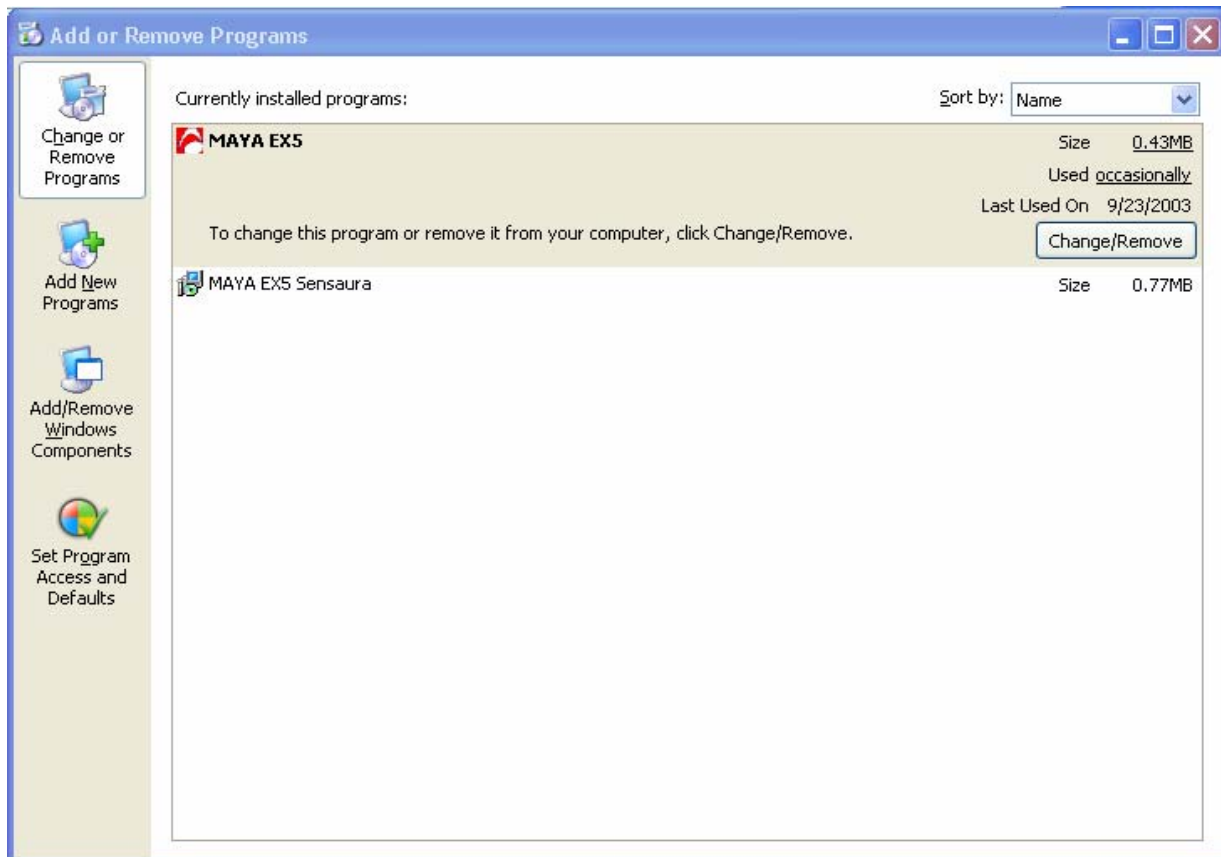 Add or Remove Programs
Change or
Remove
Programs
Add New
Programs
Add/Remove
Windows
Components
Set Program
Access and
Defaults
Currently installed programs:
Sort by: Name
MAYA EX5
Size 0.43MB
Used occasionally
Last Used On 9/23/2003
To change this program or remove it from your computer, click Change/Remove.
Change/Remove
MAYA EX5 Sensaura
Size 0.77MB